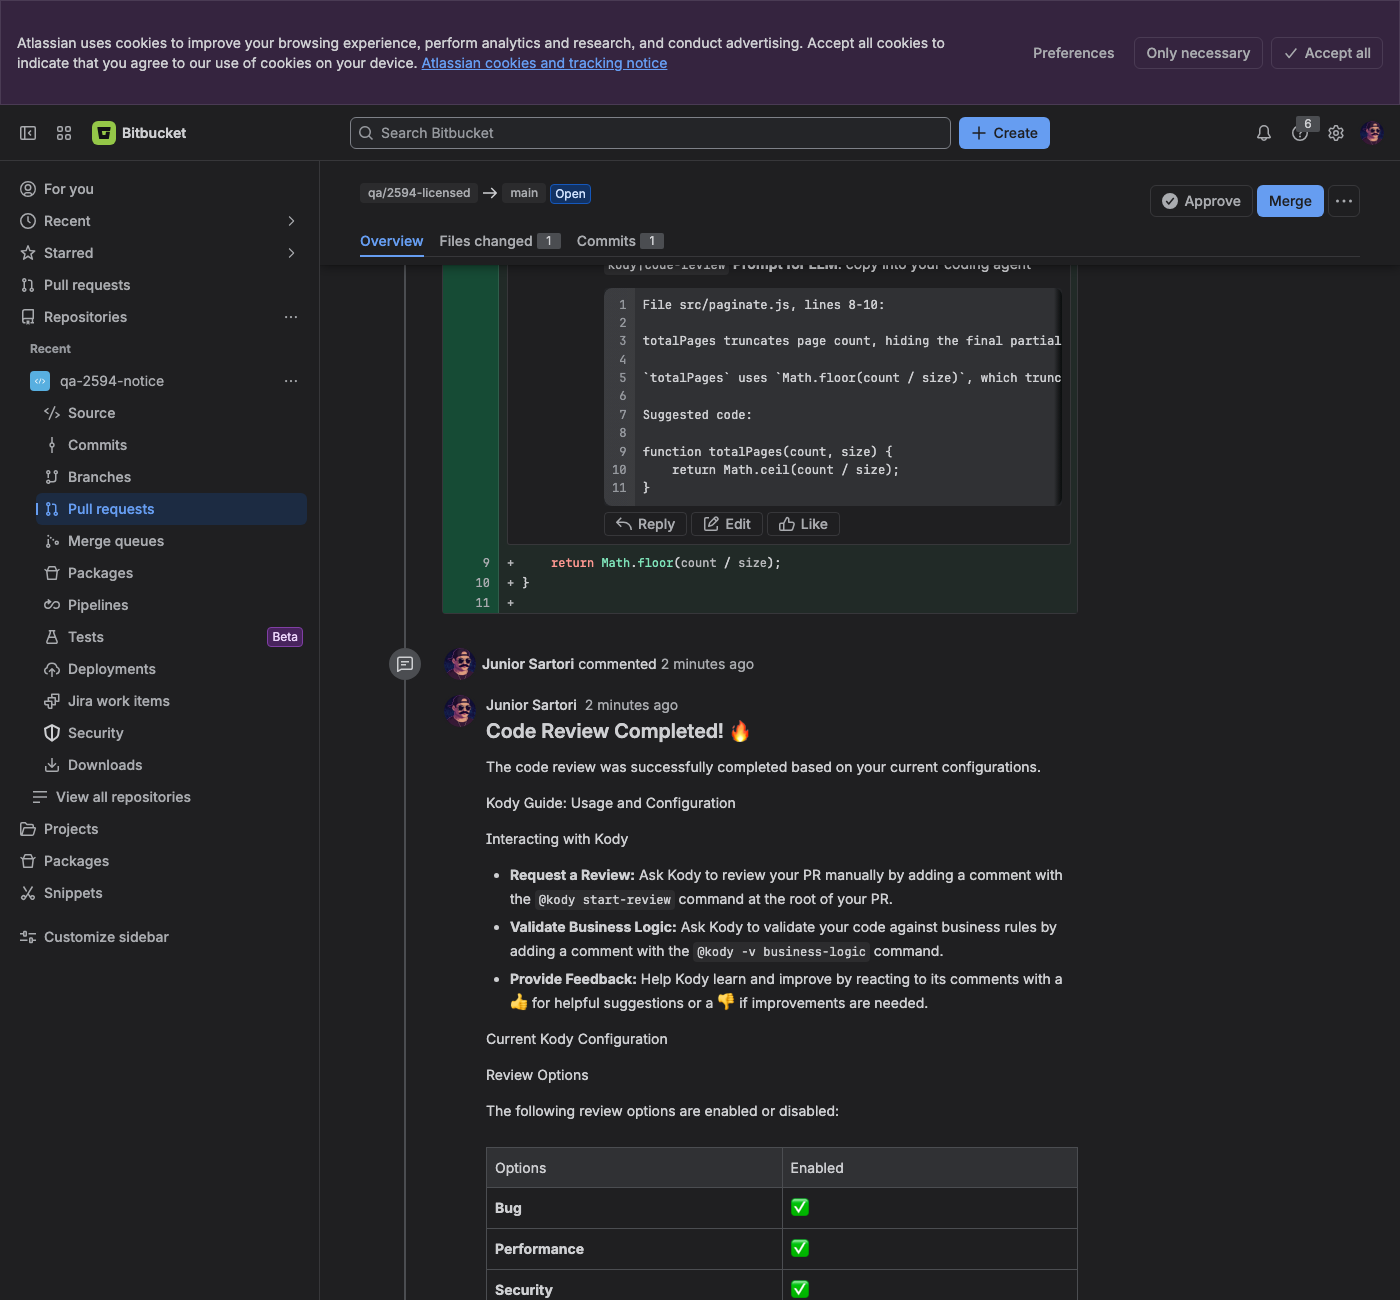 Atlassian uses cookies to improve your browsing experience, perform analytics and research, and conduct advertising. Accept all cookies to
indicate that you agree to our use of cookies on your device. Atlassian cookies and tracking notice
Preferences
Only necessary
Accept all
Bitbucket
Search Bitbucket
Create
6
For you
Recent
Starred
Pull requests
Repositories
Recent
qa-2594-notice
Source
Commits
Branches
Pull requests
Merge queues
Packages
Pipelines
Tests
Beta
Deployments
Jira work items
Security
Downloads
View all repositories
Projects
Packages
Snippets
Customize sidebar
qa/2594-licensed → main Open
Approve
Merge
Overview
Files changed 1
Commits 1
kody|code-review Prompt for LLM: copy into your coding agent
1 File src/paginate.js, lines 8-10:
2
3 totalPages truncates page count, hiding the final partial
4
5 `totalPages` uses `Math.floor(count / size)`, which trunc
6
7 Suggested code:
8
9 function totalPages(count, size) {
10     return Math.ceil(count / size);
11 }
Reply
Edit
Like
9 +     return Math.floor(count / size);
10 + }
11 +
Junior Sartori commented 2 minutes ago
Junior Sartori 2 minutes ago
Code Review Completed! 🔥
The code review was successfully completed based on your current configurations.
Kody Guide: Usage and Configuration
Interacting with Kody
• Request a Review: Ask Kody to review your PR manually by adding a comment with
the @kody start-review command at the root of your PR.
• Validate Business Logic: Ask Kody to validate your code against business rules by
adding a comment with the @kody -v business-logic command.
• Provide Feedback: Help Kody learn and improve by reacting to its comments with a
👍 for helpful suggestions or a 👎 if improvements are needed.
Current Kody Configuration
Review Options
The following review options are enabled or disabled:
Options Enabled
Bug ✅
Performance ✅
Security ✅